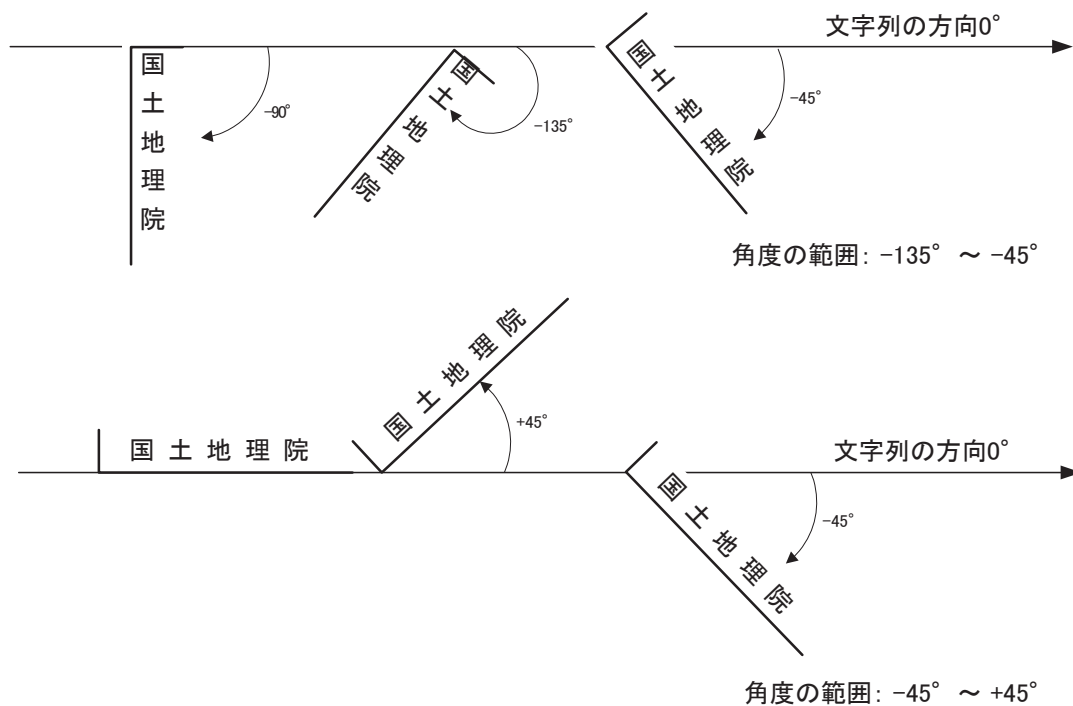 文字列の方向0°
国土地理院
-90°
国土地理院
-135°
国土地理院
-45°
角度の範囲: -135° ～ -45°
国土地理院
国土地理院
+45°
文字列の方向0°
国土地理院
-45°
角度の範囲: -45° ～ +45°